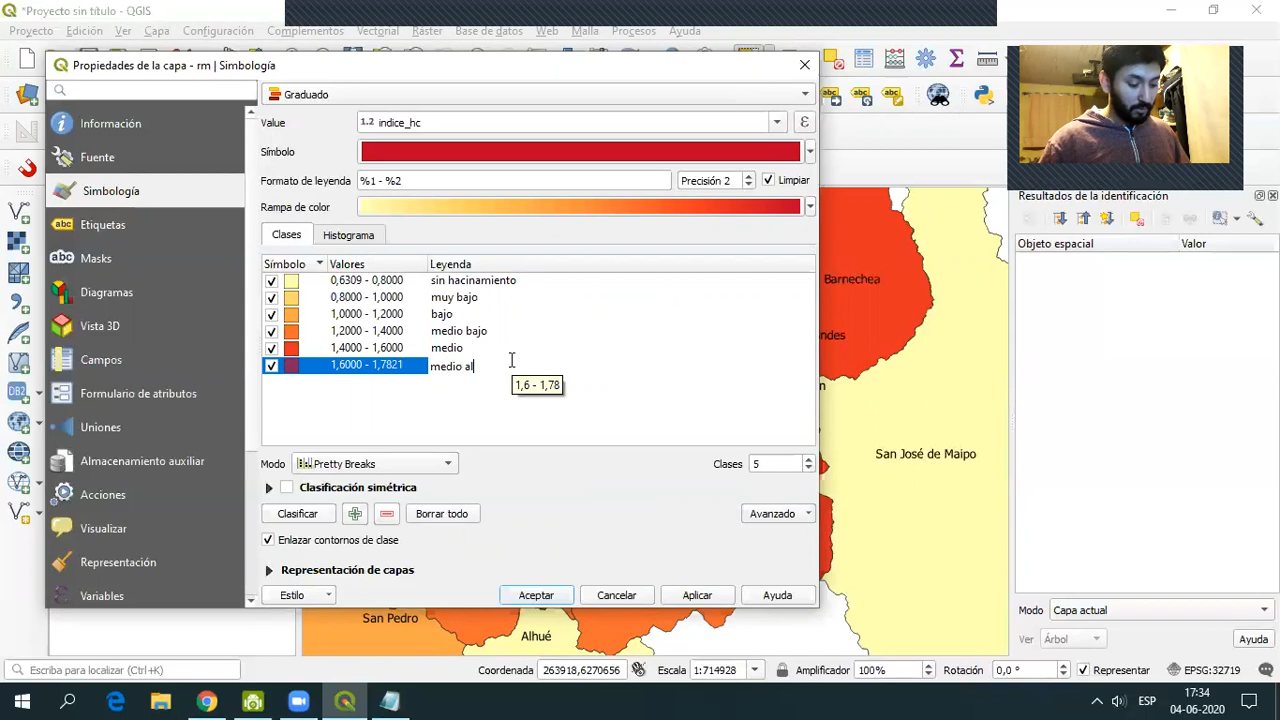 *Proyecto sin título - QGIS
Proyecto Edición Ver Capa Configuración Complementos Vectorial Ráster Base de datos Web Malla Procesos Ayuda
Propiedades de la capa - rm | Simbología
Graduado
Información
Fuente
Simbología
Etiquetas
Masks
Diagramas
Vista 3D
Campos
Formulario de atributos
Uniones
Almacenamiento auxiliar
Acciones
Visualizar
Representación
Variables
Value 1.2 indice_hc
Símbolo
Formato de leyenda %1 - %2 Precisión 2 Limpiar
Rampa de color
Clases Histograma
Símbolo Valores Leyenda
0,6309 - 0,8000 sin hacinamiento
0,8000 - 1,0000 muy bajo
1,0000 - 1,2000 bajo
1,2000 - 1,4000 medio bajo
1,4000 - 1,6000 medio
1,6000 - 1,7821 medio al
1,6 - 1,78
Modo Pretty Breaks Clases 5
Clasificación simétrica
Clasificar Borrar todo Avanzado
Enlazar contornos de clase
Representación de capas
Estilo Aceptar Cancelar Aplicar Ayuda
Barnechea
ndes
San José de Maipo
San Pedro
Alhué
Resultados de la identificación
Objeto espacial Valor
Modo Capa actual
Ver Árbol Ayuda
Escriba para localizar (Ctrl+K) Coordenada 263918,6270656 Escala 1:714928 Amplificador 100% Rotación 0,0 ° Representar EPSG:32719
ESP 17:34
04-06-2020